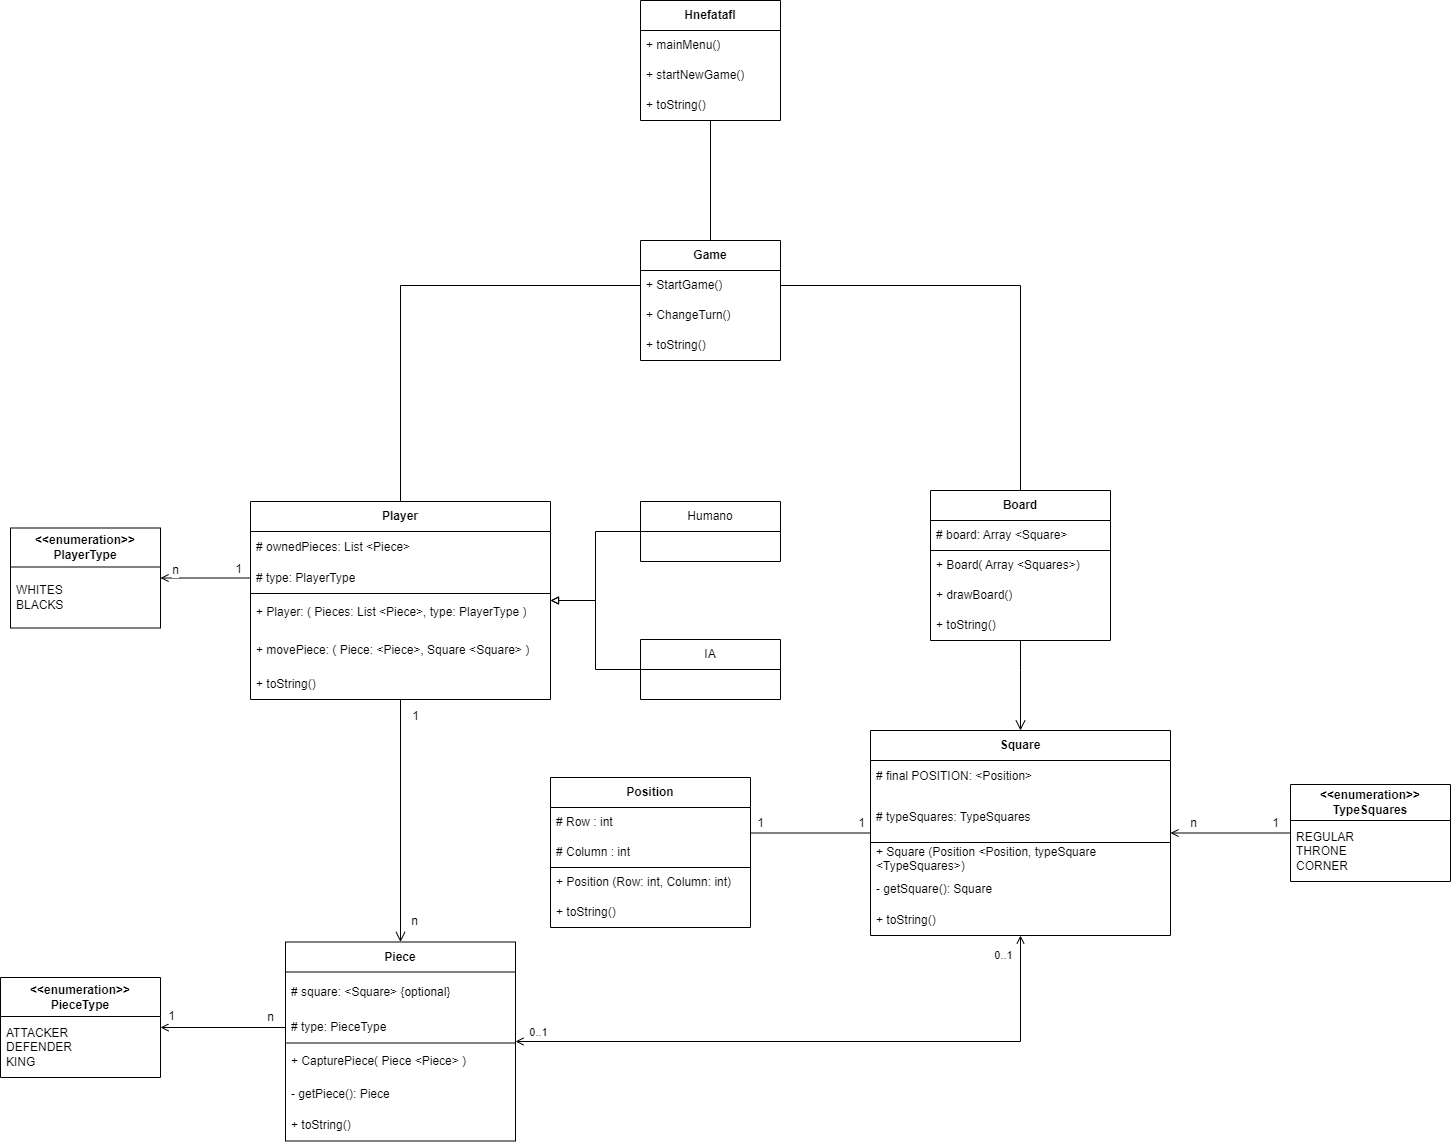 Hnefatafl
+ mainMenu()
+ startNewGame()
+ toString()
Game
+ StartGame()
+ ChangeTurn()
+ toString()
Player
# ownedPieces: List <Piece>
# type: PlayerType
+ Player: ( Pieces: List <Piece>, type: PlayerType )
+ movePiece: ( Piece: <Piece>, Square <Square> )
+ toString()
<<enumeration>>
PlayerType
WHITES
BLACKS
n
1
Humano
IA
Board
# board: Array <Square>
+ Board( Array <Squares>)
+ drawBoard()
+ toString()
1
n
Position
# Row : int
# Column : int
+ Position (Row: int, Column: int)
+ toString()
1
1
Square
# final POSITION: <Position>
# typeSquares: TypeSquares
+ Square (Position <Position, typeSquare
<TypeSquares>)
- getSquare(): Square
+ toString()
n
1
<<enumeration>>
TypeSquares
REGULAR
THRONE
CORNER
<<enumeration>>
PieceType
ATTACKER
DEFENDER
KING
1
n
Piece
# square: <Square> {optional}
# type: PieceType
+ CapturePiece( Piece <Piece> )
- getPiece(): Piece
+ toString()
0..1
0..1